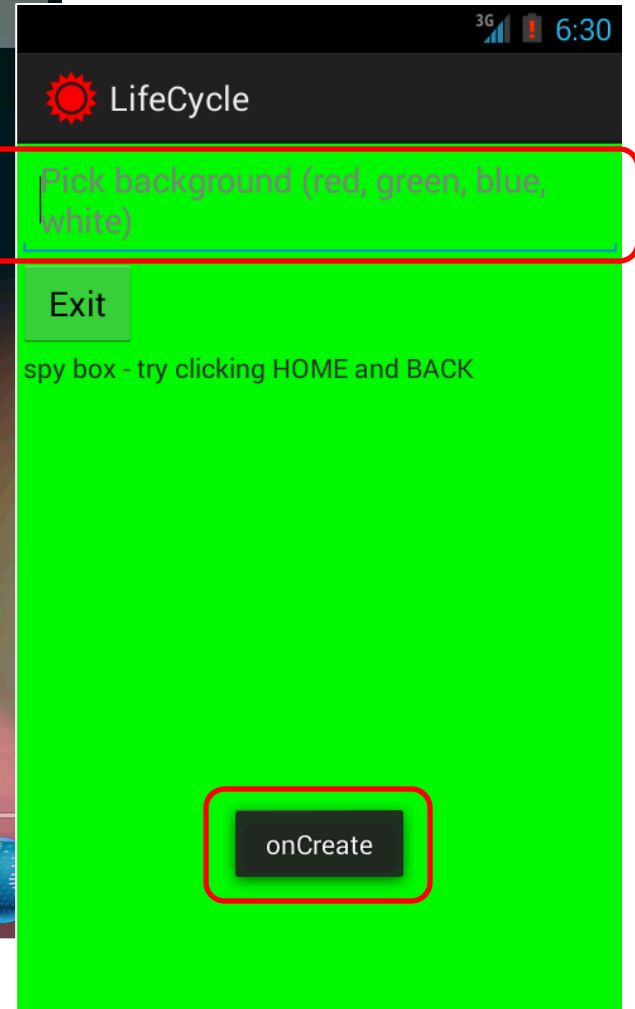 3G 6:30
LifeCycle
Pick background (red, green, blue,
white)
Exit
spy box - try clicking HOME and BACK
onCreate